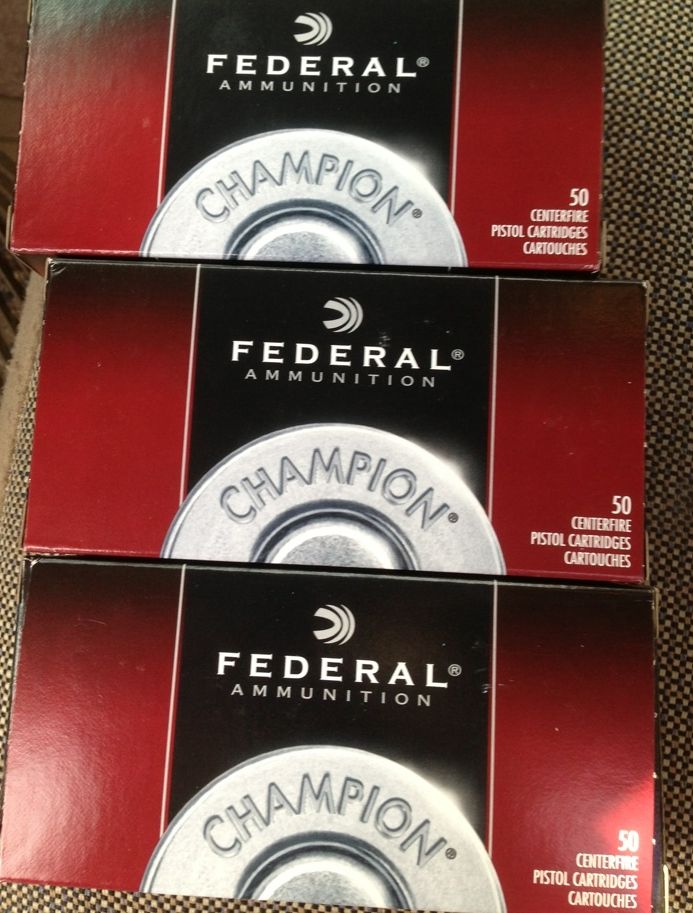 FEDERAL®
AMMUNITION
CHAMPION®
50
CENTERFIRE
PISTOL CARTRIDGES
CARTOUCHES
FEDERAL®
AMMUNITION
CHAMPION®
50
CENTERFIRE
PISTOL CARTRIDGES
CARTOUCHES
FEDERAL®
AMMUNITION
CHAMPION®
50
CENTERFIRE
PISTOL CARTRIDGES
CARTOUCHES